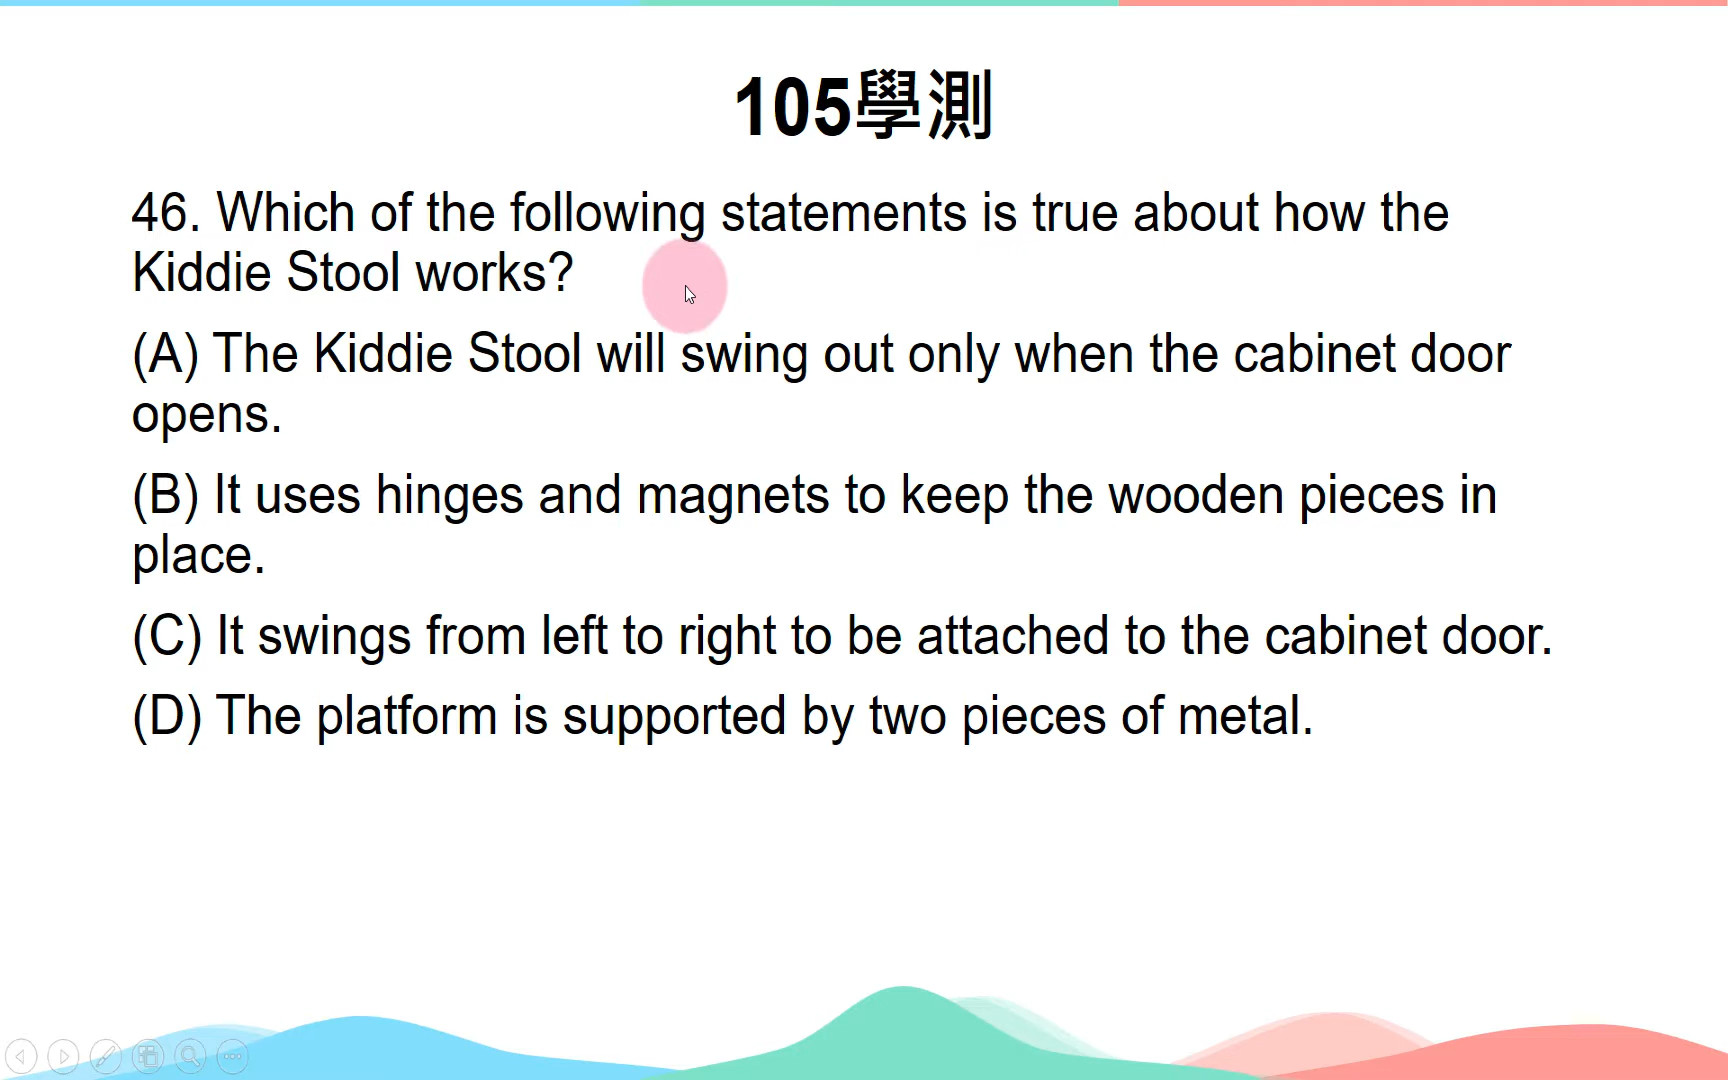 105學測
46. Which of the following statements is true about how the
Kiddie Stool works?
(A) The Kiddie Stool will swing out only when the cabinet door
opens.
(B) It uses hinges and magnets to keep the wooden pieces in
place.
(C) It swings from left to right to be attached to the cabinet door.
(D) The platform is supported by two pieces of metal.